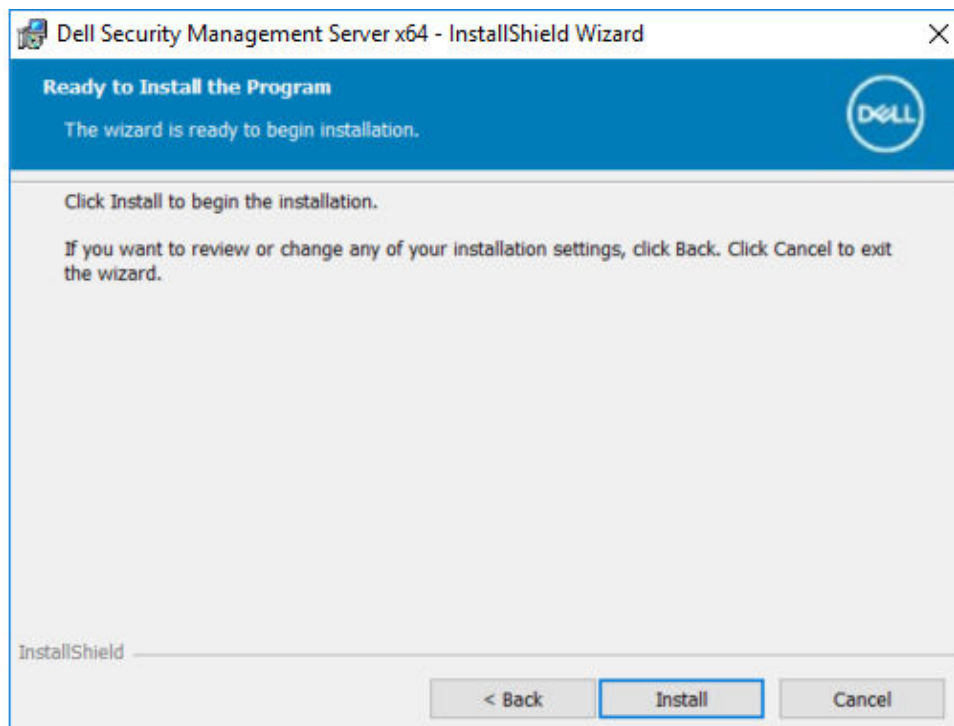 Dell Security Management Server x64 - InstallShield Wizard
Ready to Install the Program
The wizard is ready to begin installation.
DELL
Click Install to begin the installation.
If you want to review or change any of your installation settings, click Back. Click Cancel to exit
the wizard.
InstallShield
< Back
Install
Cancel